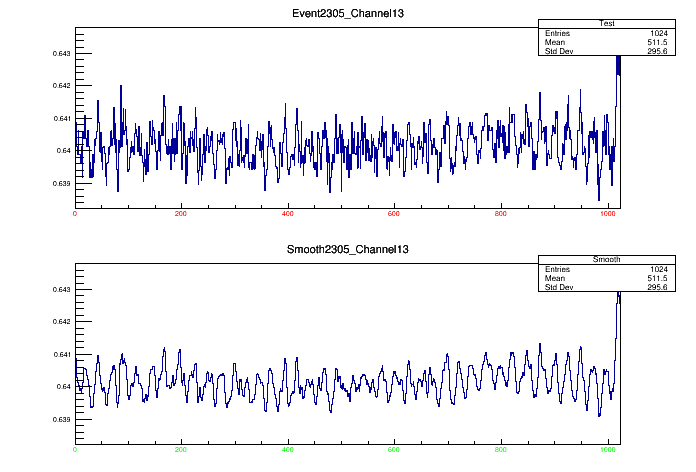 Event2305_Channel13
Test
Entries 1024
Mean 511.5
Std Dev 295.6
0.643
0.642
0.641
0.64
0.639
0 200 400 600 800 1000
Smooth2305_Channel13
Smooth
Entries 1024
Mean 511.5
Std Dev 295.6
0.643
0.642
0.641
0.64
0.639
0 200 400 600 800 1000